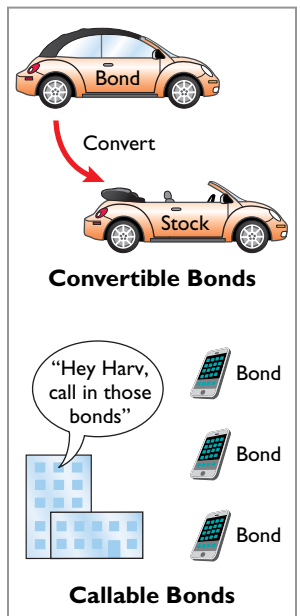 Bond
Convert
Stock
Convertible Bonds
“Hey Harv,
call in those
bonds”
Bond
Bond
Bond
Callable Bonds